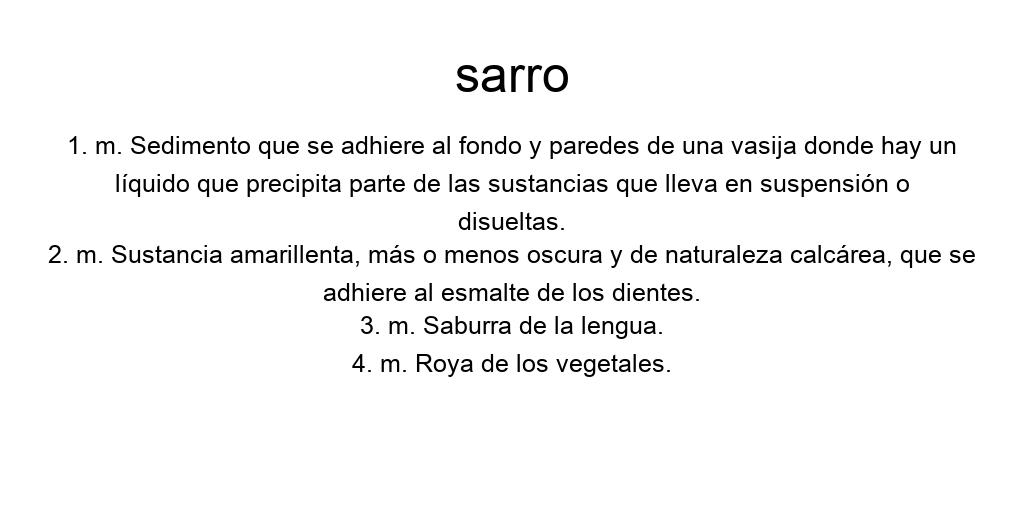 sarro
1. m. Sedimento que se adhiere al fondo y paredes de una vasija donde hay un
líquido que precipita parte de las sustancias que lleva en suspensión o
disueltas.
2. m. Sustancia amarillenta, más o menos oscura y de naturaleza calcárea, que se
adhiere al esmalte de los dientes.
3. m. Saburra de la lengua.
4. m. Roya de los vegetales.